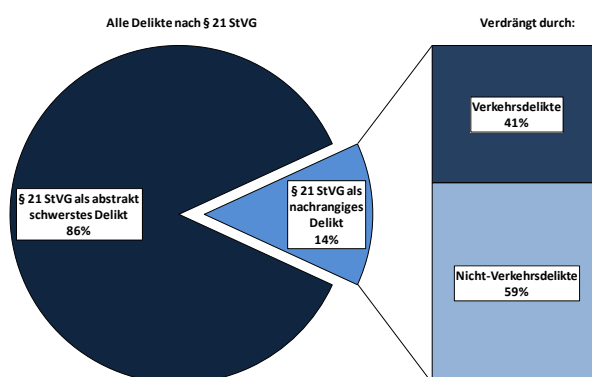 Alle Delikte nach § 21 StVG
Verdrängt durch:
§ 21 StVG als abstrakt
schwerstes Delikt
86%
§ 21 StVG als
nachrangiges
Delikt
14%
Verkehrsdelikte
41%
Nicht-Verkehrsdelikte
59%